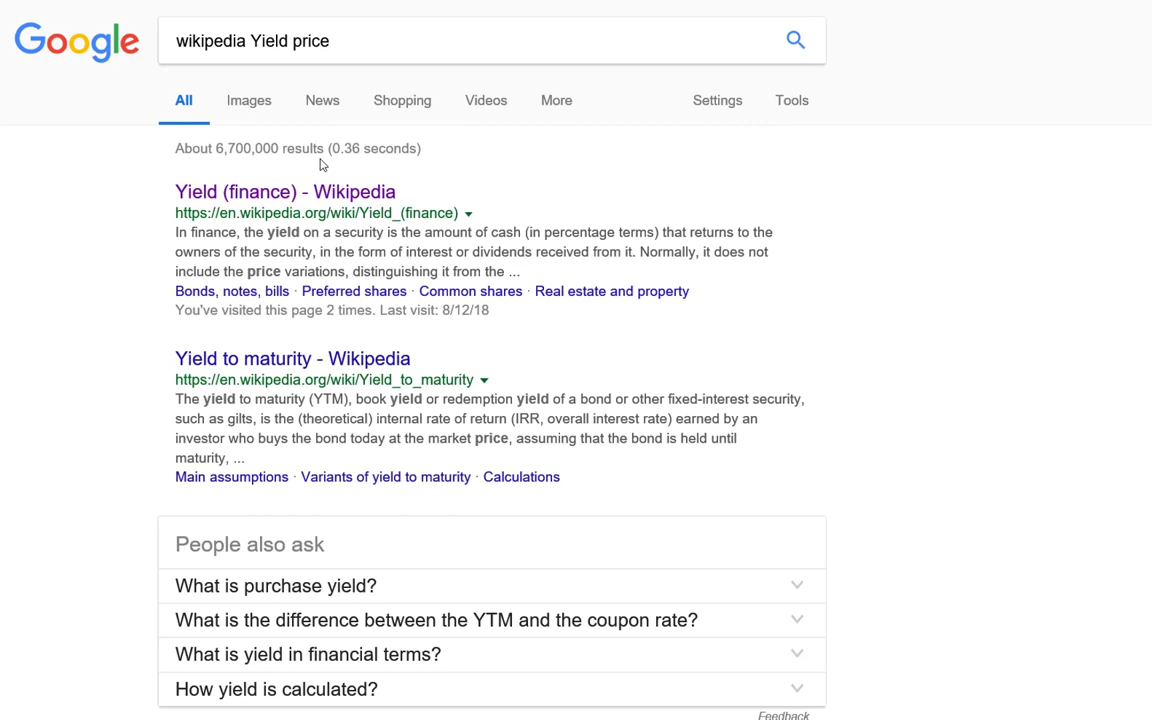 Google
wikipedia Yield price
All Images News Shopping Videos More Settings Tools
About 6,700,000 results (0.36 seconds)
Yield (finance) - Wikipedia
https://en.wikipedia.org/wiki/Yield_(finance)
In finance, the yield on a security is the amount of cash (in percentage terms) that returns to the
owners of the security, in the form of interest or dividends received from it. Normally, it does not
include the price variations, distinguishing it from the ...
Bonds, notes, bills · Preferred shares · Common shares · Real estate and property
You've visited this page 2 times. Last visit: 8/12/18
Yield to maturity - Wikipedia
https://en.wikipedia.org/wiki/Yield_to_maturity
The yield to maturity (YTM), book yield or redemption yield of a bond or other fixed-interest security,
such as gilts, is the (theoretical) internal rate of return (IRR, overall interest rate) earned by an
investor who buys the bond today at the market price, assuming that the bond is held until
maturity, ...
Main assumptions · Variants of yield to maturity · Calculations
People also ask
What is purchase yield?
What is the difference between the YTM and the coupon rate?
What is yield in financial terms?
How yield is calculated?
Feedback